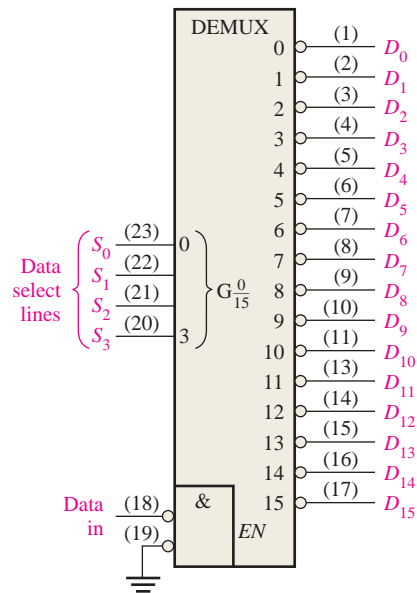 DEMUX
0 (1) D0
1 (2) D1
2 (3) D2
3 (4) D3
4 (5) D4
5 (6) D5
6 (7) D6
7 (8) D7
8 (9) D8
9 (10) D9
10 (11) D10
11 (13) D11
12 (14) D12
13 (15) D13
14 (16) D14
15 (17) D15
Data
select
lines
S0 (23) 0
S1 (22)
S2 (21)
S3 (20) 3
G 0/15
Data
in
(18)
(19)
&
EN